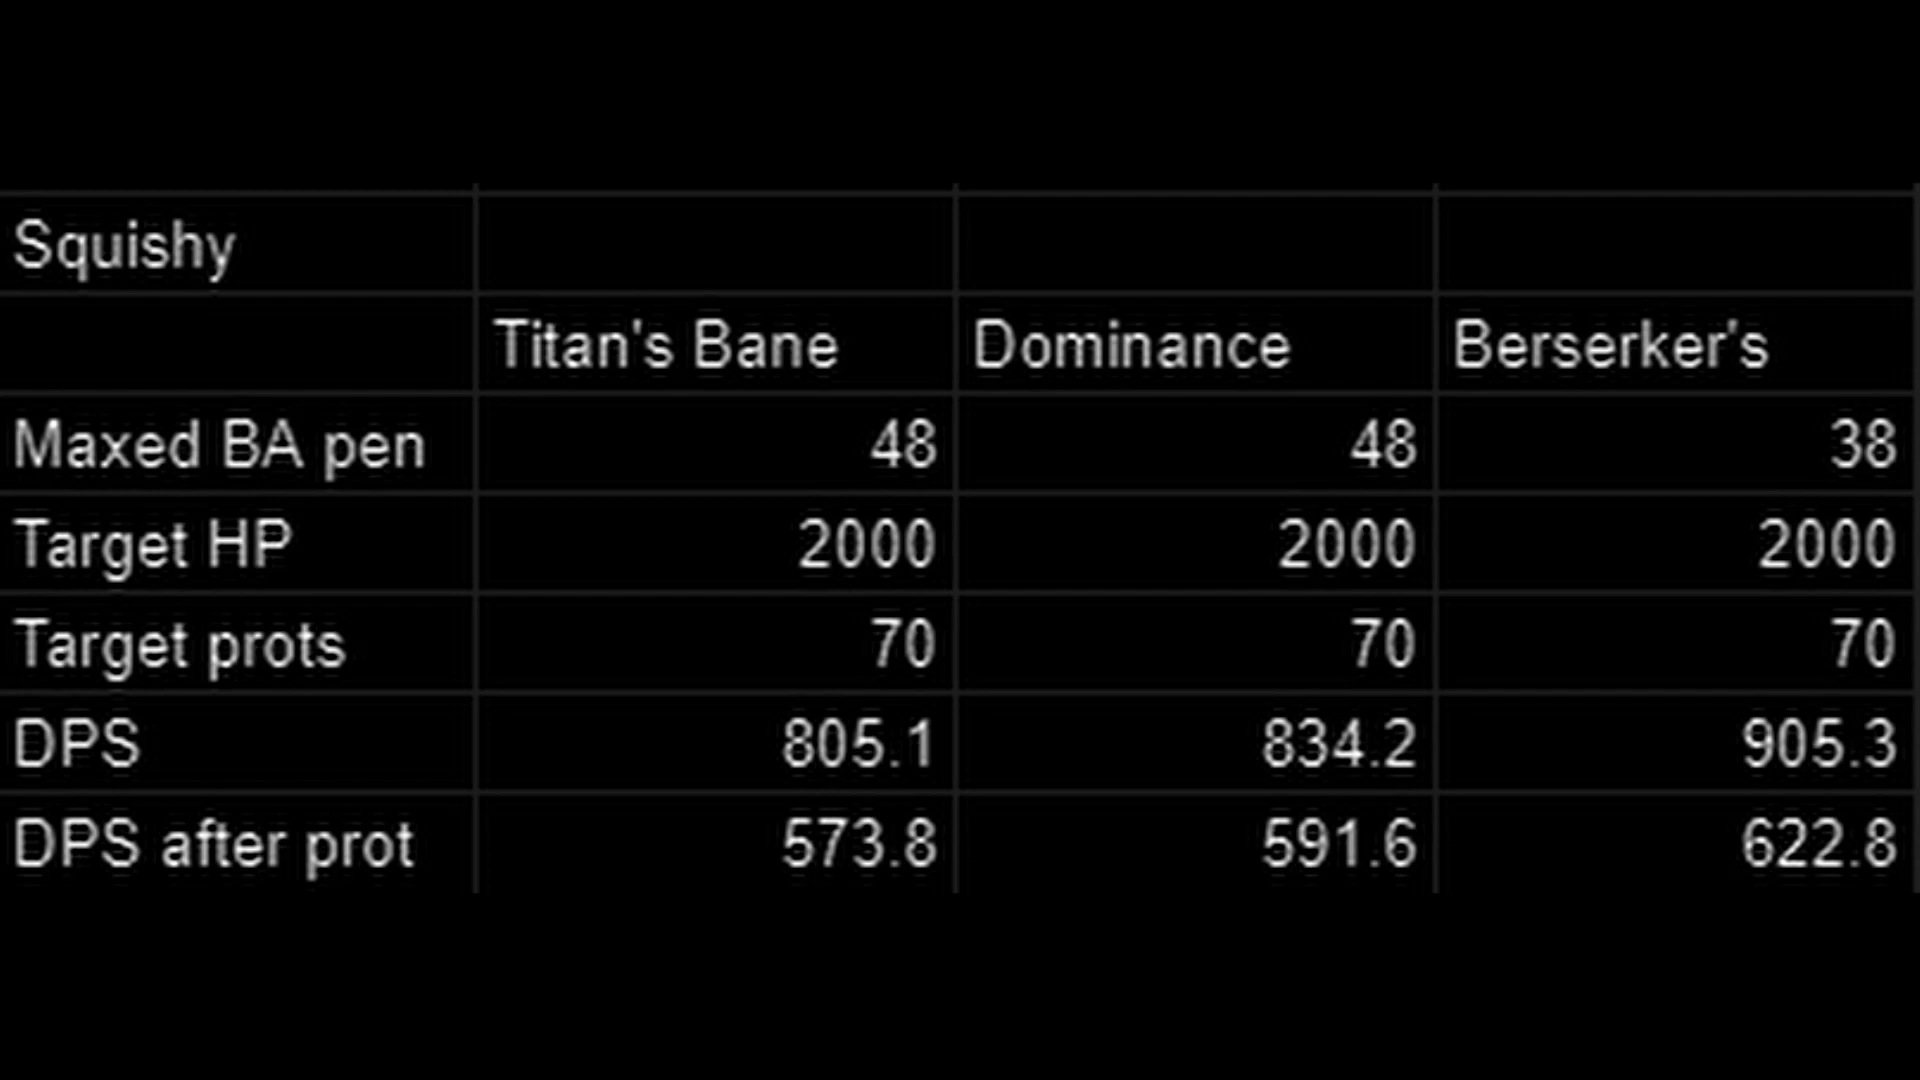 Squishy
Titan's Bane Dominance Berserker's
Maxed BA pen 48 48 38
Target HP 2000 2000 2000
Target prots 70 70 70
DPS 805.1 834.2 905.3
DPS after prot 573.8 591.6 622.8